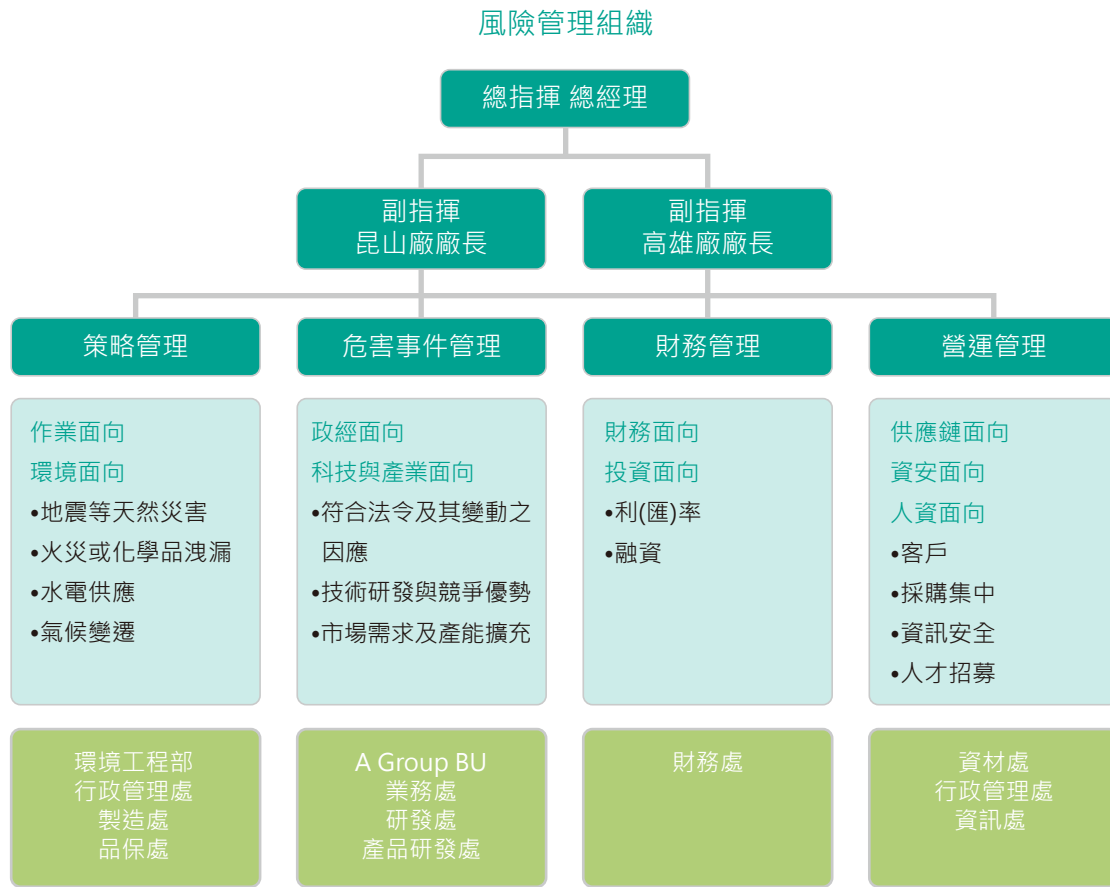 風險管理組織
總指揮 總經理
副指揮
昆山廠廠長
副指揮
高雄廠廠長
策略管理
危害事件管理
財務管理
營運管理
作業面向
環境面向
•地震等天然災害
•火災或化學品洩漏
•水電供應
•氣候變遷
政經面向
科技與產業面向
•符合法令及其變動之
因應
•技術研發與競爭優勢
•市場需求及產能擴充
財務面向
投資面向
•利(匯)率
•融資
供應鏈面向
資安面向
人資面向
•客戶
•採購集中
•資訊安全
•人才招募
環境工程部
行政管理處
製造處
品保處
A Group BU
業務處
研發處
產品研發處
財務處
資材處
行政管理處
資訊處